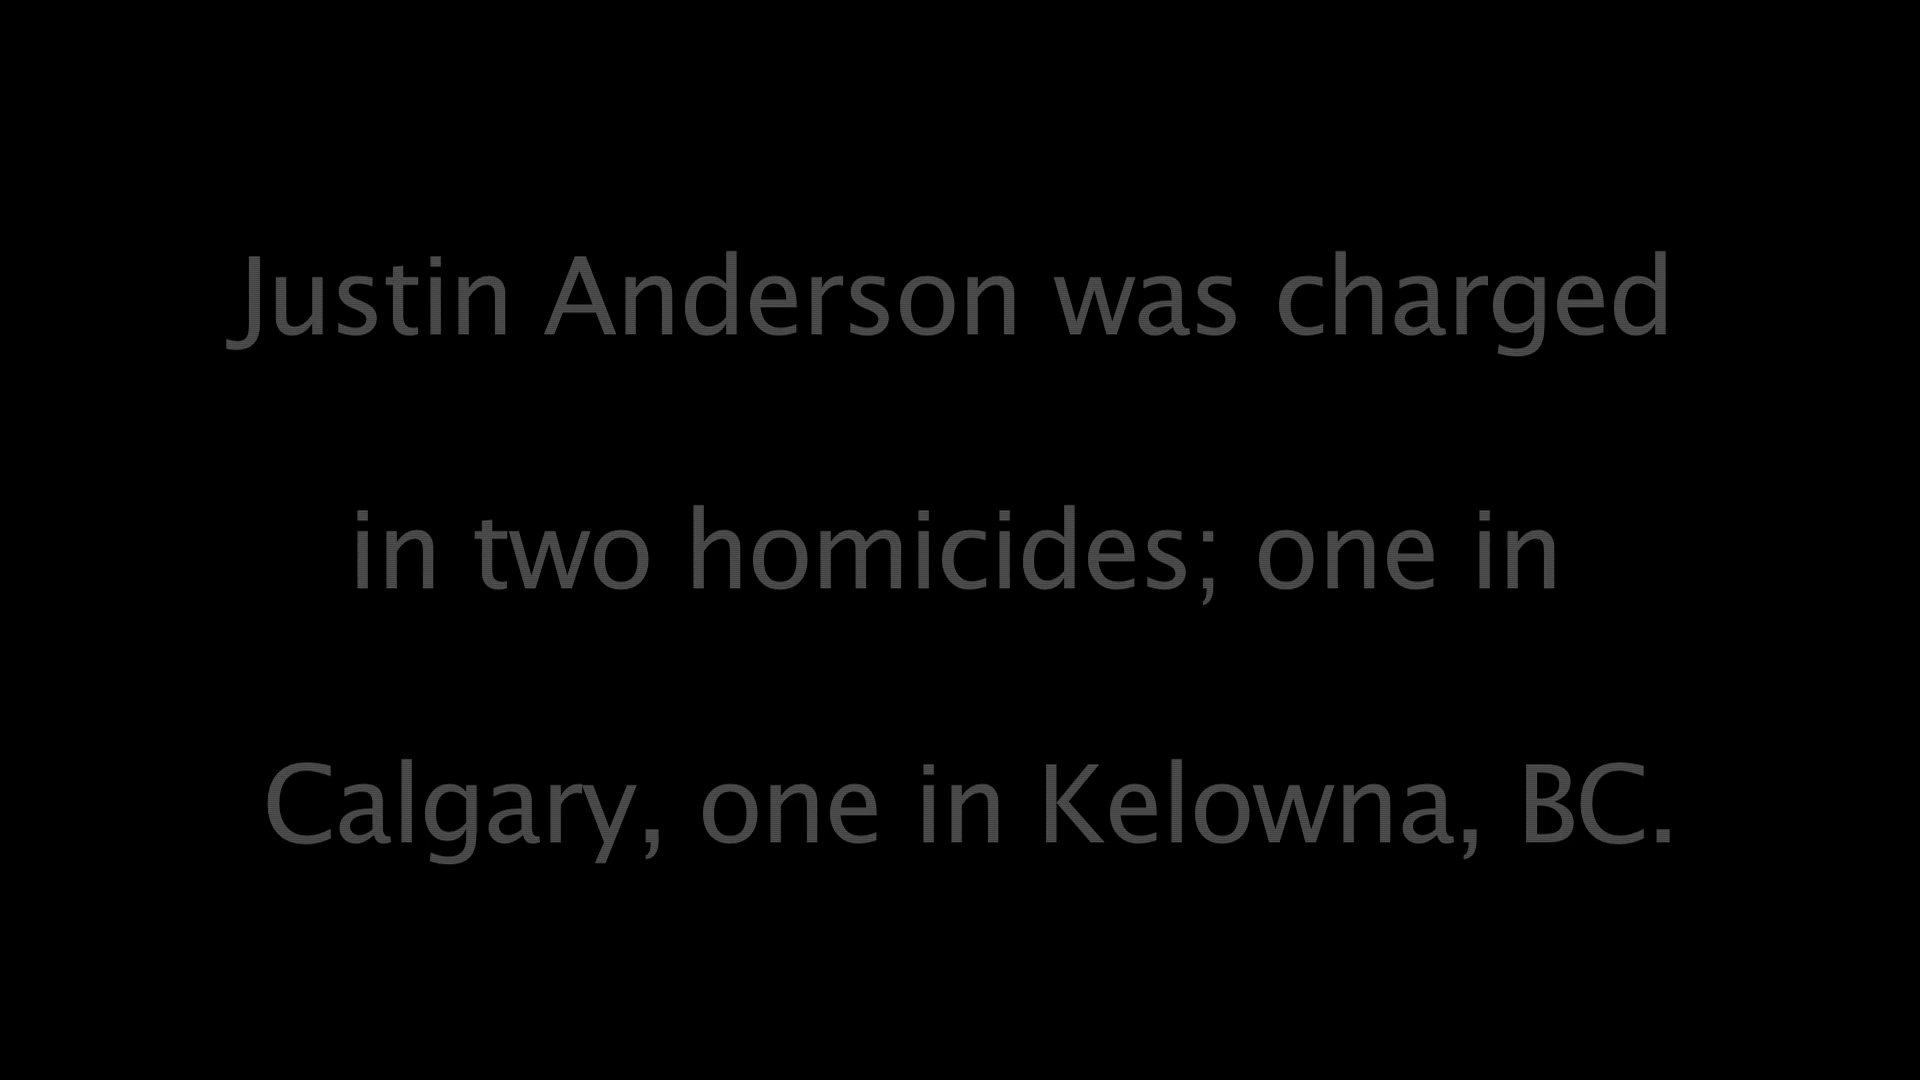 Justin Anderson was charged
in two homicides; one in
Calgary, one in Kelowna, BC.